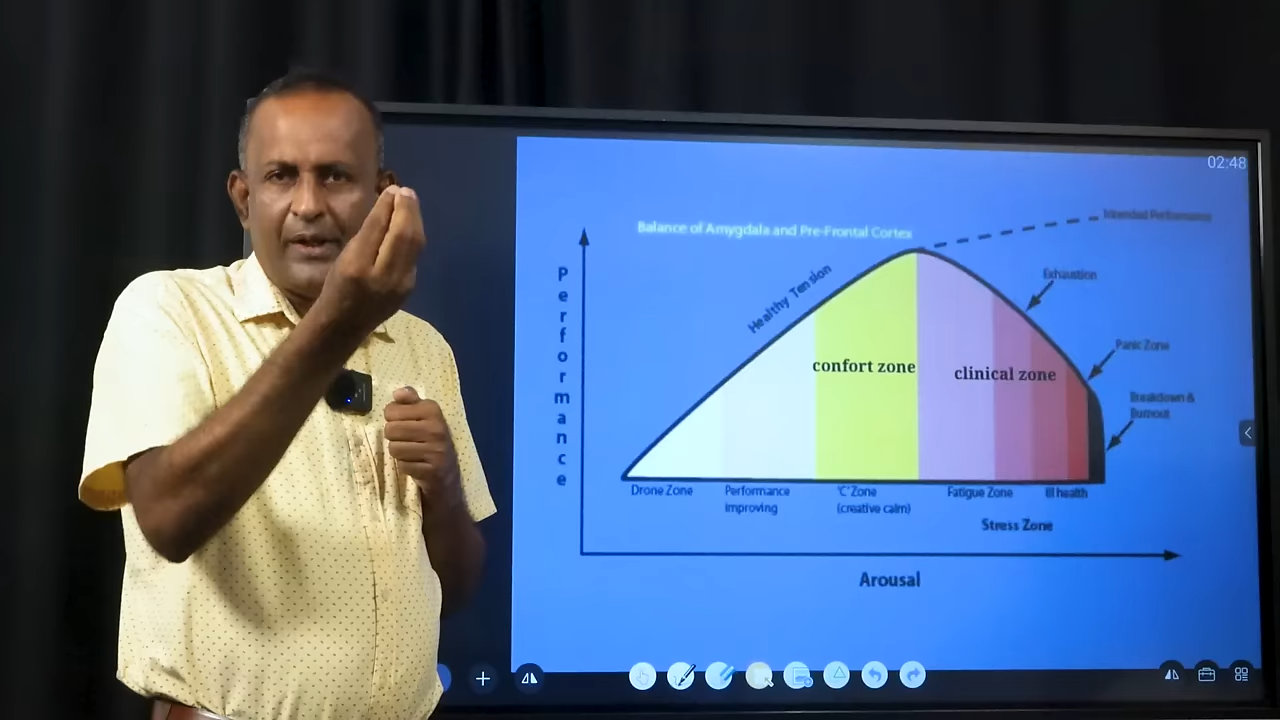 02:48
Intended Performance
Balance of Amygdala and Pre-Frontal Cortex
Performance
Healthy Tension
Exhaustion
Panic Zone
confort zone
clinical zone
Breakdown &
Burnout
Drone Zone
Performance
improving
'C' Zone
(creative calm)
Fatigue Zone
Ill health
Stress Zone
Arousal